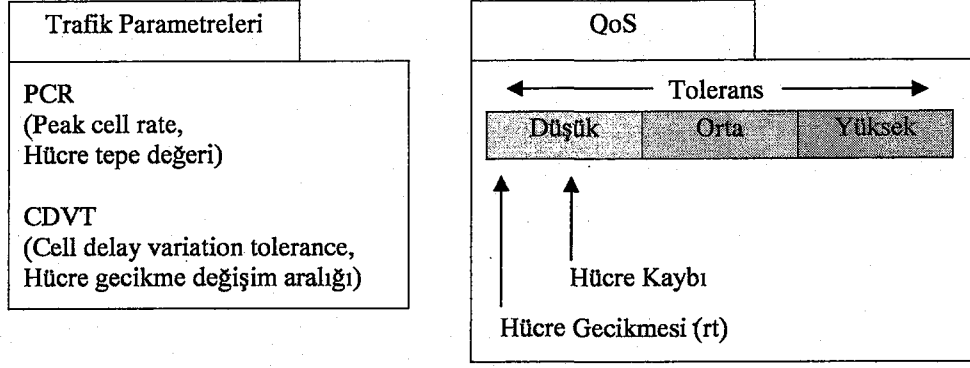 Trafik Parametreleri
PCR
(Peak cell rate,
Hücre tepe değeri)
CDVT
(Cell delay variation tolerance,
Hücre gecikme değişim aralığı)
QoS
Tolerans
Düşük Orta Yüksek
Hücre Kaybı
Hücre Gecikmesi (rt)